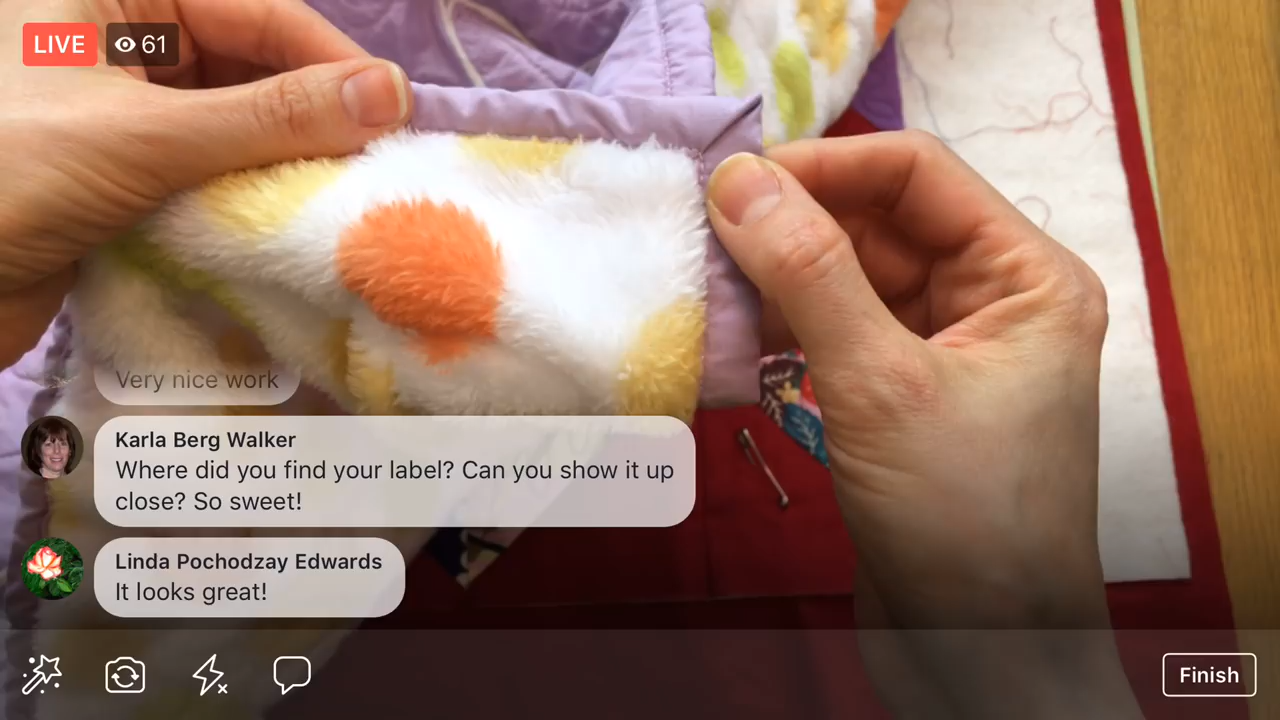 LIVE 61
Very nice work
Karla Berg Walker
Where did you find your label? Can you show it up
close? So sweet!
Linda Pochodzay Edwards
It looks great!
Finish